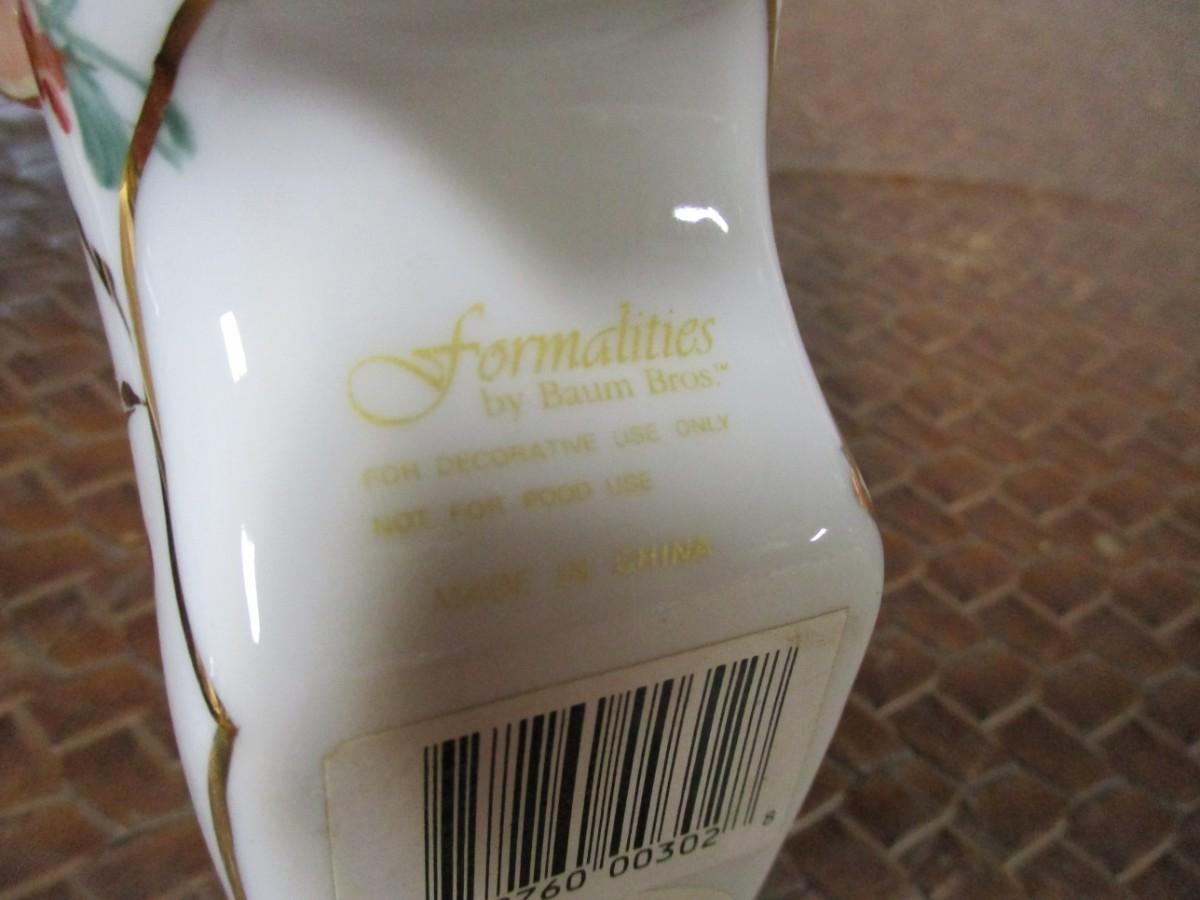 Formalities
by Baum Bros.™
FOR DECORATIVE USE ONLY
NOT FOR FOOD USE
MADE IN CHINA
760 00302 8